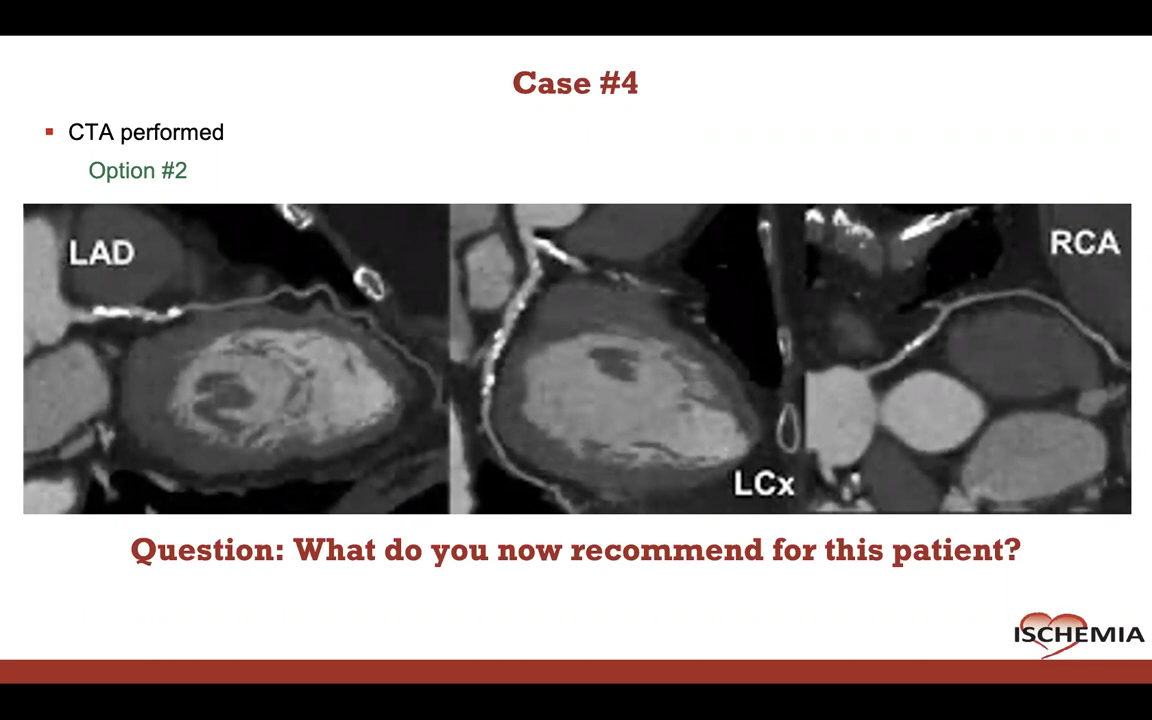 Case #4
CTA performed
Option #2
LAD
RCA
LCx
Question: What do you now recommend for this patient?
ISCHEMIA